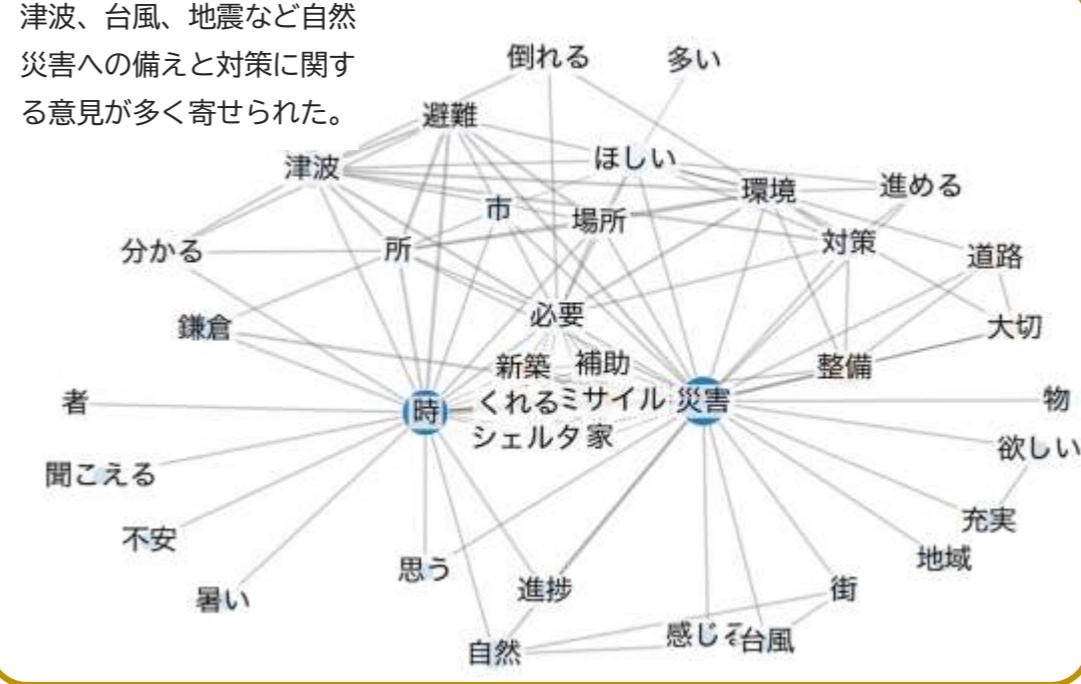 津波、台風、地震など自然
災害への備えと対策に関す
る意見が多く寄せられた。
倒れる
多い
避難
ほしい
津波
環境
進める
市
場所
対策
分かる
所
道路
必要
鎌倉
大切
新築
補助
整備
者
時
くれる
ミサイル
災害
物
シェルタ
家
欲しい
聞こえる
充実
不安
地域
思う
進捗
街
暑い
感じ
台風
自然